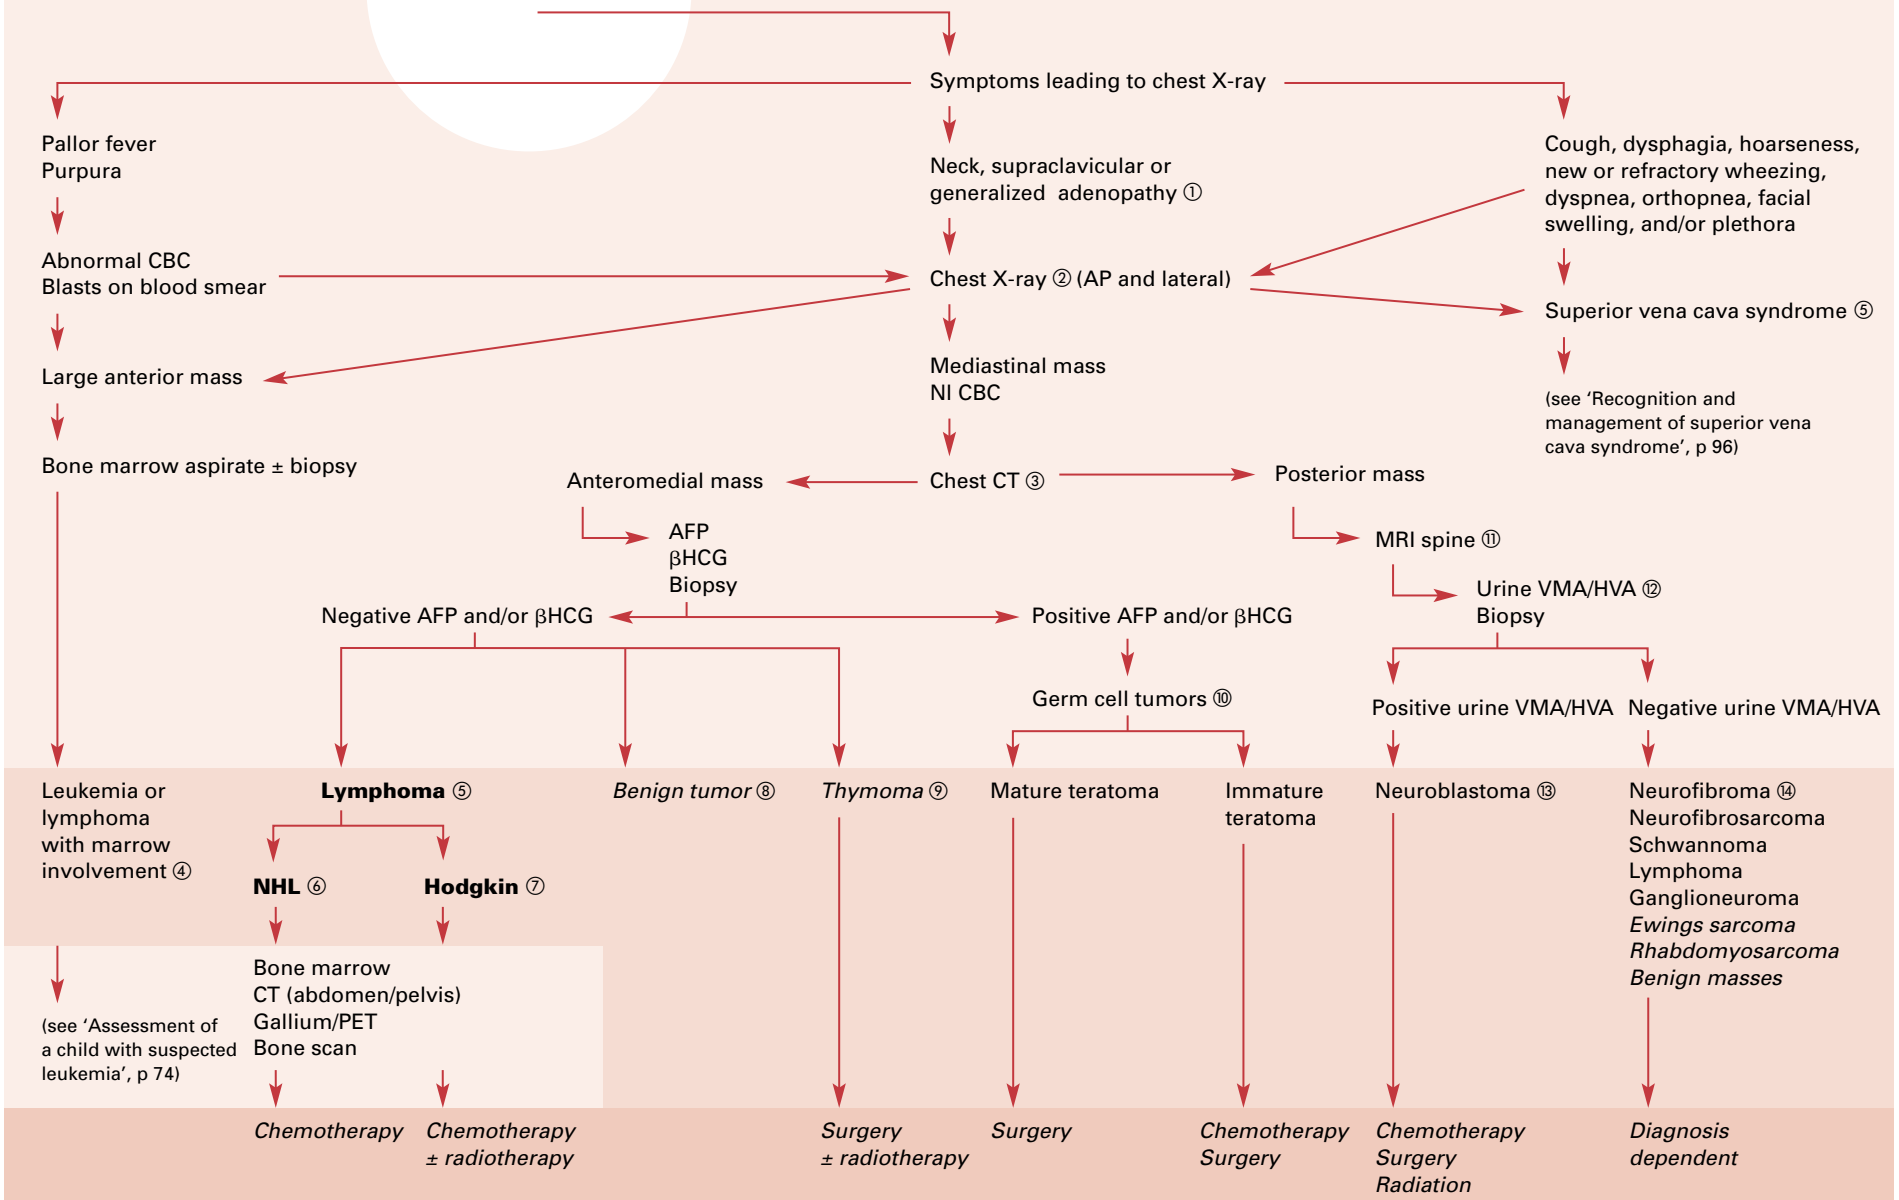 Symptoms leading to chest X-ray
Pallor fever
Purpura
Neck, supraclavicular or
generalized adenopathy ①
Cough, dysphagia, hoarseness,
new or refractory wheezing,
dyspnea, orthopnea, facial
swelling, and/or plethora
Abnormal CBC
Blasts on blood smear
Chest X-ray ② (AP and lateral)
Superior vena cava syndrome ⑤
Large anterior mass
Mediastinal mass
NI CBC
(see ‘Recognition and
management of superior vena
cava syndrome’, p 96)
Bone marrow aspirate ± biopsy
Anteromedial mass
Chest CT ③
Posterior mass
AFP
βHCG
Biopsy
MRI spine ⑪
Urine VMA/HVA ⑫
Biopsy
Negative AFP and/or βHCG
Positive AFP and/or βHCG
Germ cell tumors ⑩
Positive urine VMA/HVA
Negative urine VMA/HVA
Leukemia or
lymphoma
with marrow
involvement ④
Lymphoma ⑤
Benign tumor ⑧
Thymoma ⑨
Mature teratoma
Immature
teratoma
Neuroblastoma ⑬
Neurofibroma ⑭
Neurofibrosarcoma
Schwannoma
Lymphoma
Ganglioneuroma
Ewings sarcoma
Rhabdomyosarcoma
Benign masses
NHL ⑥
Hodgkin ⑦
(see ‘Assessment of
a child with suspected
leukemia’, p 74)
Bone marrow
CT (abdomen/pelvis)
Gallium/PET
Bone scan
Chemotherapy
Chemotherapy
± radiotherapy
Surgery
± radiotherapy
Surgery
Chemotherapy
Surgery
Chemotherapy
Surgery
Radiation
Diagnosis
dependent